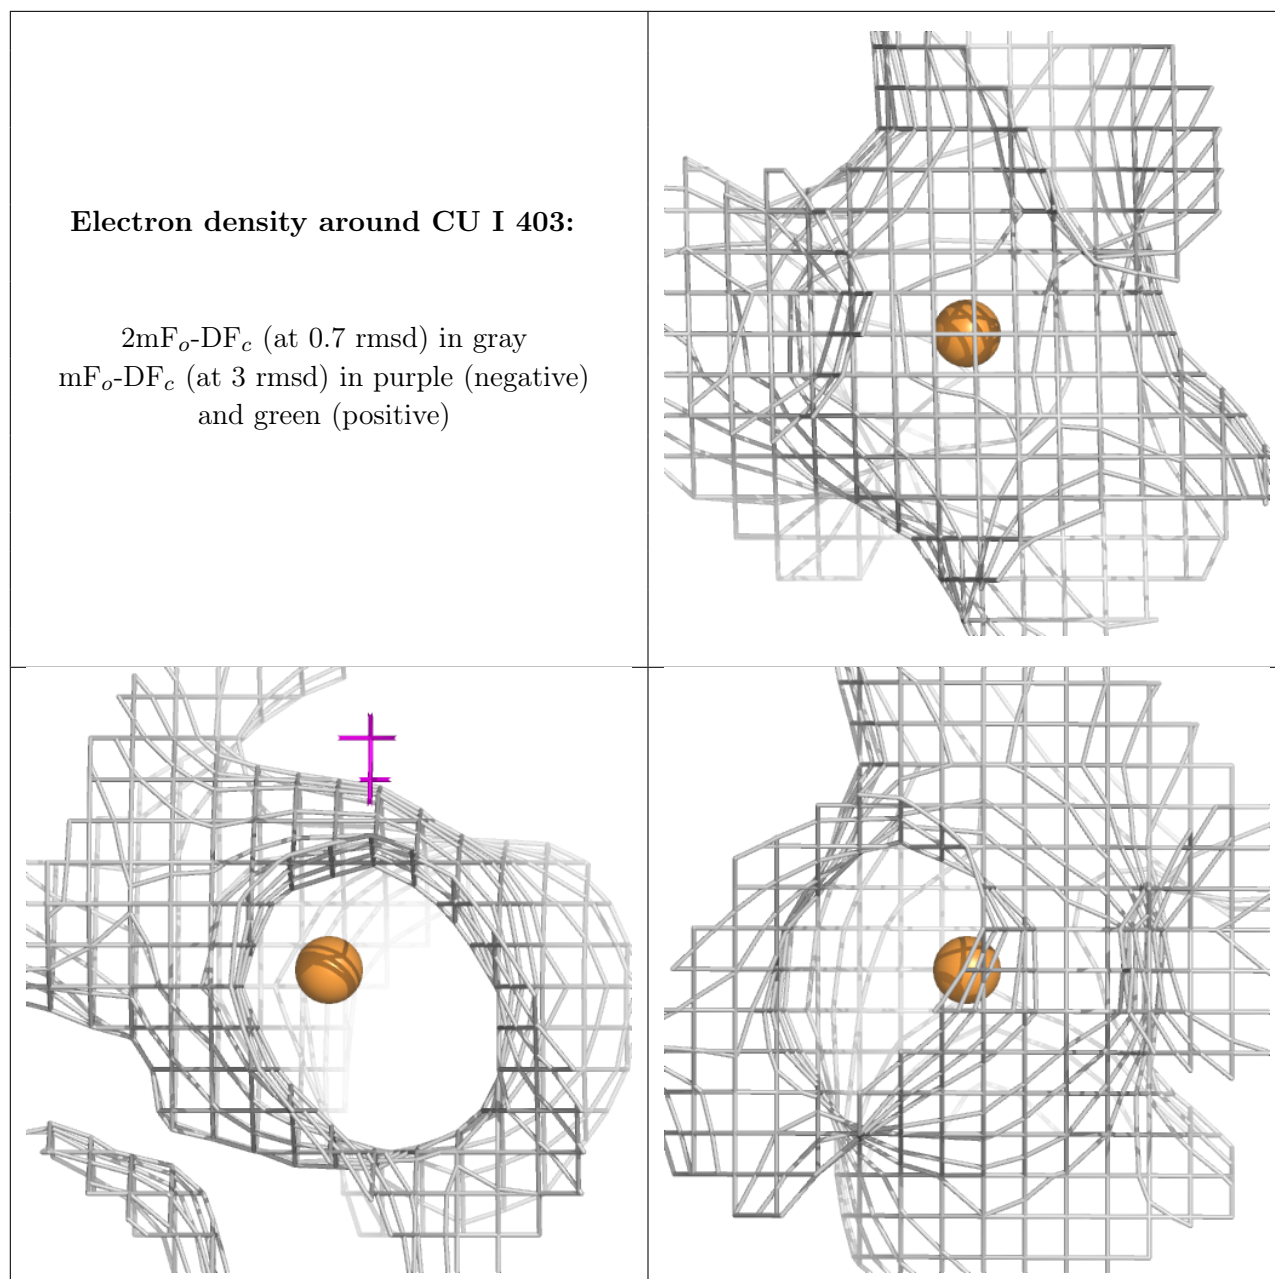 Electron density around CU I 403:
2mFo-DFc (at 0.7 rmsd) in gray
mFo-DFc (at 3 rmsd) in purple (negative)
and green (positive)